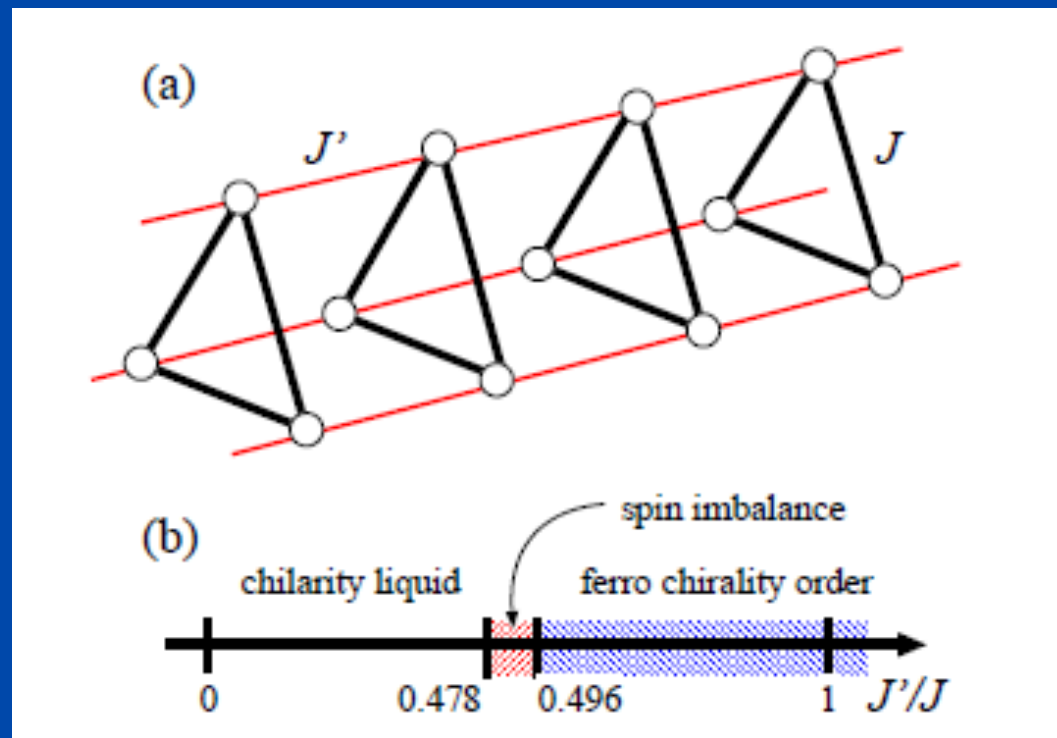 (a)
J'
J
(b)
spin imbalance
chilarity liquid
ferro chirality order
0
0.478
0.496
1
J'/J